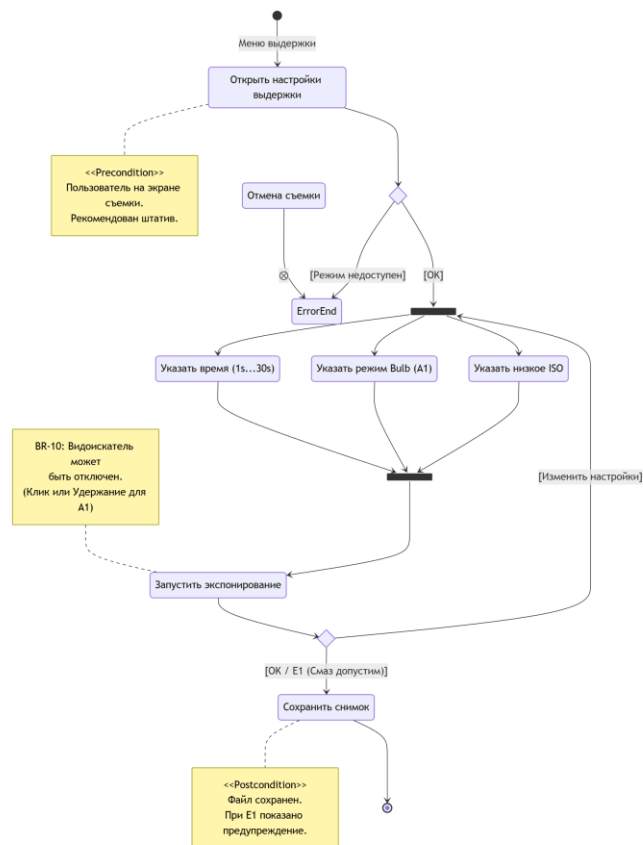 Меню выдержки
Открыть настройки
выдержки
<<Precondition>>
Пользователь на экране
съемки.
Рекомендован штатив.
Отмена съемки
⊗
[Режим недоступен]
[OK]
ErrorEnd
Указать время (1s...30s)
Указать режим Bulb (A1)
Указать низкое ISO
BR-10: Видоискатель
может
быть отключен.
(Клик или Удержание для
A1)
[Изменить настройки]
Запустить экспонирование
[OK / E1 (Смаз допустим)]
Сохранить снимок
<<Postcondition>>
Файл сохранен.
При E1 показано
предупреждение.